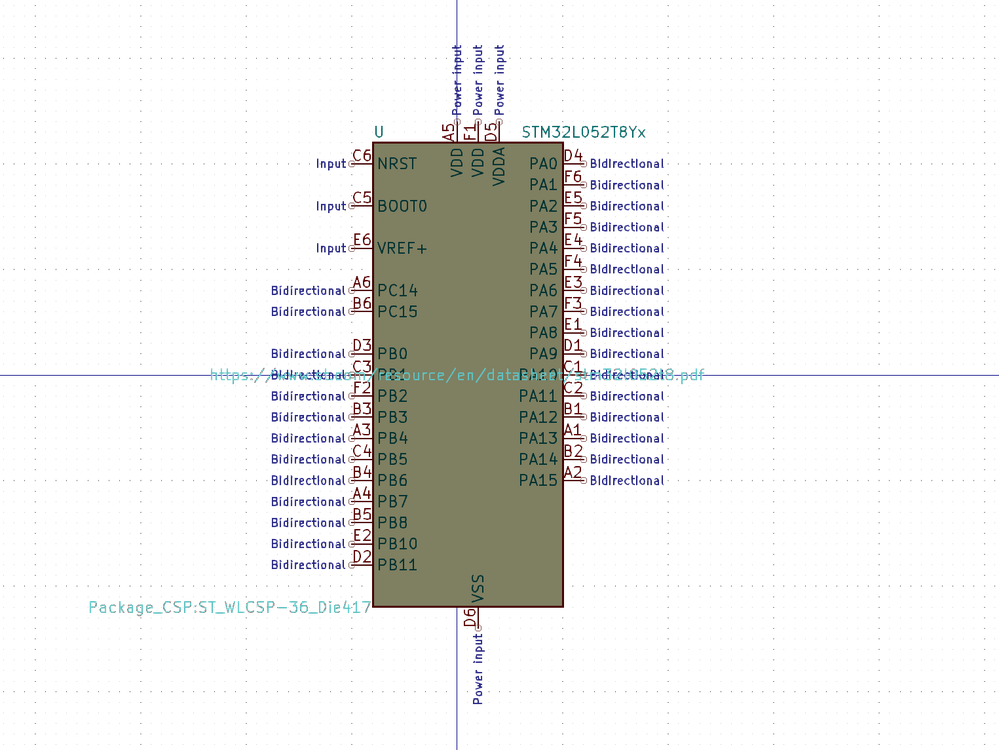 Power input Power input Power input
A5 F1 D5
U STM32L052T8Yx
VDD VDD VDDA
Input C6 NRST PA0 D4 Bidirectional
PA1 F6 Bidirectional
Input C5 BOOT0 PA2 E5 Bidirectional
PA3 F5 Bidirectional
Input E6 VREF+ PA4 E4 Bidirectional
PA5 F4 Bidirectional
Bidirectional A6 PC14 PA6 E3 Bidirectional
Bidirectional B6 PC15 PA7 F3 Bidirectional
PA8 E1 Bidirectional
Bidirectional D3 PB0 PA9 D1 Bidirectional
Bidirectional C3 PB1 PA10 C1 Bidirectional
Bidirectional F2 PB2 PA11 C2 Bidirectional
Bidirectional B3 PB3 PA12 B1 Bidirectional
Bidirectional A3 PB4 PA13 A1 Bidirectional
Bidirectional C4 PB5 PA14 B2 Bidirectional
Bidirectional B4 PB6 PA15 A2 Bidirectional
Bidirectional A4 PB7
Bidirectional B5 PB8
Bidirectional E2 PB10
Bidirectional D2 PB11
VSS
Package_CSP:ST_WLCSP-36_Die417
D6
Power input